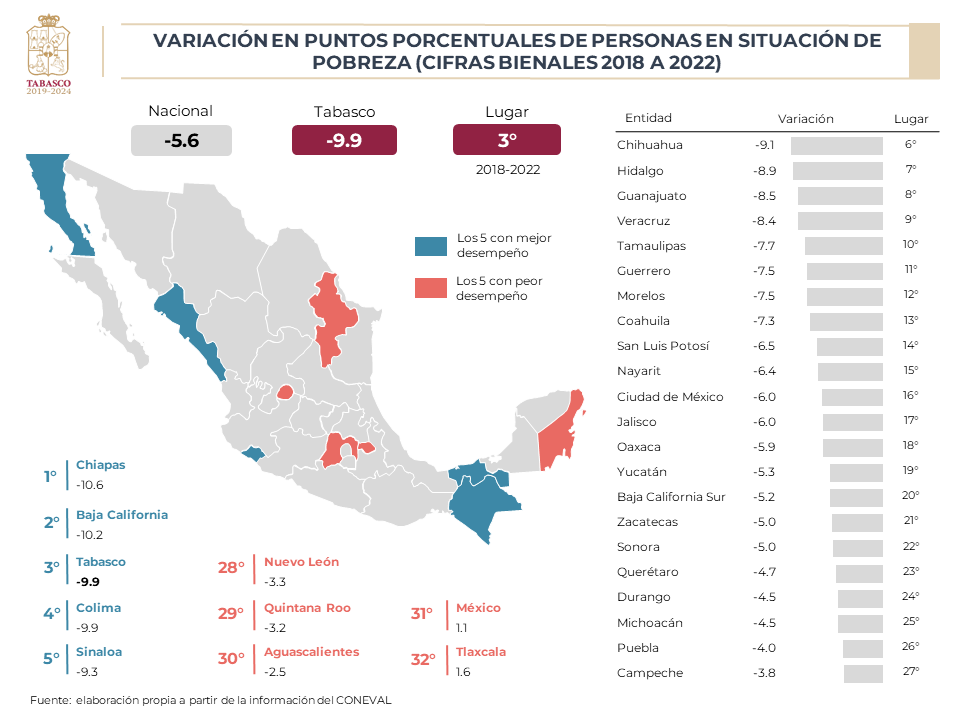 TABASCO
2019-2024
VARIACIÓN EN PUNTOS PORCENTUALES DE PERSONAS EN SITUACIÓN DE
POBREZA (CIFRAS BIENALES 2018 A 2022)
Nacional
-5.6
Tabasco
-9.9
Lugar
3°
2018-2022
Los 5 con mejor
desempeño
Los 5 con peor
desempeño
1° Chiapas
-10.6
2° Baja California
-10.2
3° Tabasco
-9.9
4° Colima
-9.9
5° Sinaloa
-9.3
28° Nuevo León
-3.3
29° Quintana Roo
-3.2
30° Aguascalientes
-2.5
31° México
1.1
32° Tlaxcala
1.6
Entidad Variación Lugar
Chihuahua -9.1 6°
Hidalgo -8.9 7°
Guanajuato -8.5 8°
Veracruz -8.4 9°
Tamaulipas -7.7 10°
Guerrero -7.5 11°
Morelos -7.5 12°
Coahuila -7.3 13°
San Luis Potosí -6.5 14°
Nayarit -6.4 15°
Ciudad de México -6.0 16°
Jalisco -6.0 17°
Oaxaca -5.9 18°
Yucatán -5.3 19°
Baja California Sur -5.2 20°
Zacatecas -5.0 21°
Sonora -5.0 22°
Querétaro -4.7 23°
Durango -4.5 24°
Michoacán -4.5 25°
Puebla -4.0 26°
Campeche -3.8 27°
Fuente: elaboración propia a partir de la información del CONEVAL